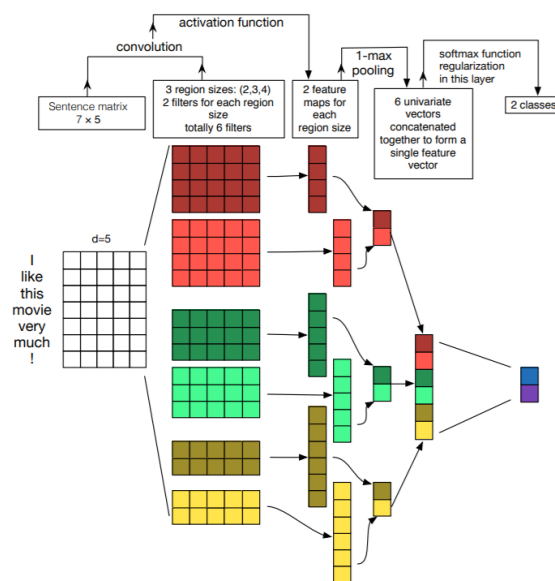 activation function
convolution
1-max
pooling
softmax function
regularization
in this layer
Sentence matrix
7 × 5
3 region sizes: (2,3,4)
2 filters for each region
size
totally 6 filters
2 feature
maps for
each
region size
6 univariate
vectors
concatenated
together to form a
single feature
vector
2 classes
d=5
I
like
this
movie
very
much
!